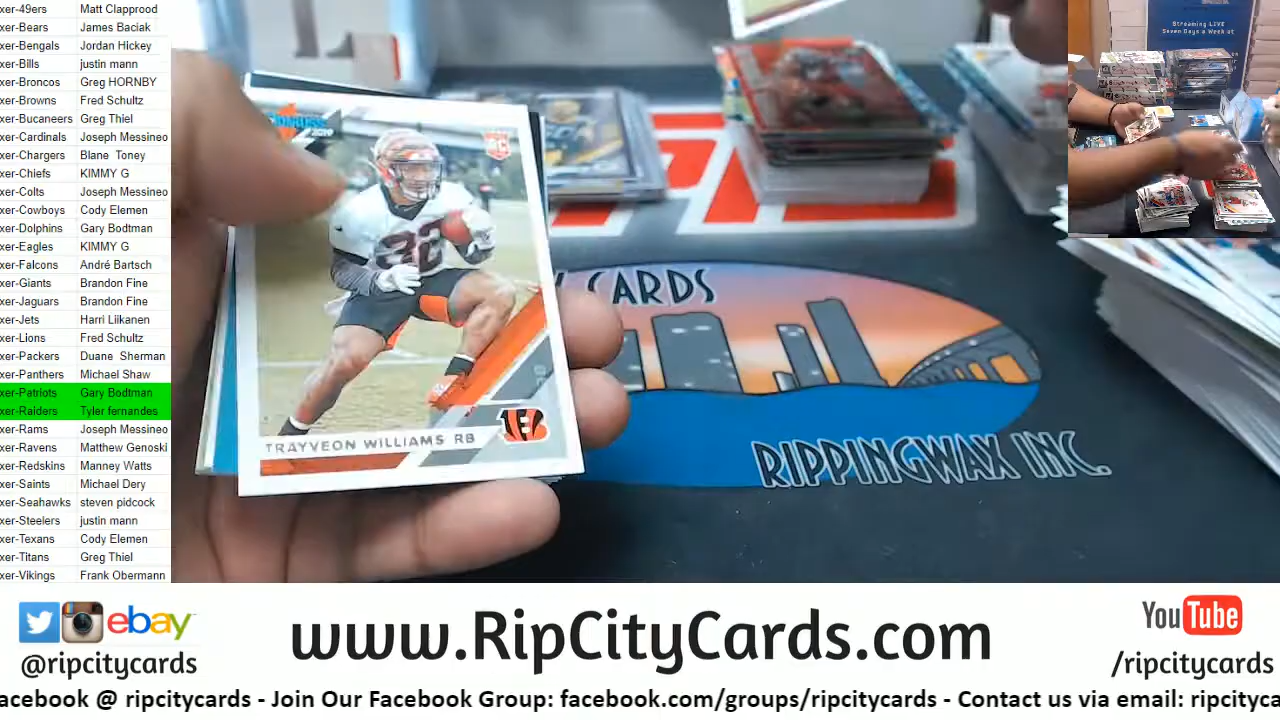 xer-49ers Matt Clapprood
xer-Bears James Baciak
xer-Bengals Jordan Hickey
xer-Bills justin mann
xer-Broncos Greg HORNBY
xer-Browns Fred Schultz
xer-Bucaneers Greg Thiel
xer-Cardinals Joseph Messineo
xer-Chargers Blane Toney
xer-Chiefs KIMMY G
xer-Colts Joseph Messineo
xer-Cowboys Cody Elemen
xer-Dolphins Gary Bodtman
xer-Eagles KIMMY G
xer-Falcons André Bartsch
xer-Giants Brandon Fine
xer-Jaguars Brandon Fine
xer-Jets Harri Liikanen
xer-Lions Fred Schultz
xer-Packers Duane Sherman
xer-Panthers Michael Shaw
xer-Patriots Gary Bodtman
xer-Raiders Tyler fernandes
xer-Rams Joseph Messineo
xer-Ravens Matthew Genoski
xer-Redskins Manney Watts
xer-Saints Michael Dery
xer-Seahawks steven pidcock
xer-Steelers justin mann
xer-Texans Cody Elemen
xer-Titans Greg Thiel
xer-Vikings Frank Obermann
2019
RC
32
TRAYVEON WILLIAMS RB
B
CARDS
RIPPINGWAX INC.
Streaming LIVE
Seven Days a Week at
ebay
@ripcitycards
www.RipCityCards.com
YouTube
/ripcitycards
acebook @ ripcitycards - Join Our Facebook Group: facebook.com/groups/ripcitycards - Contact us via email: ripcityca